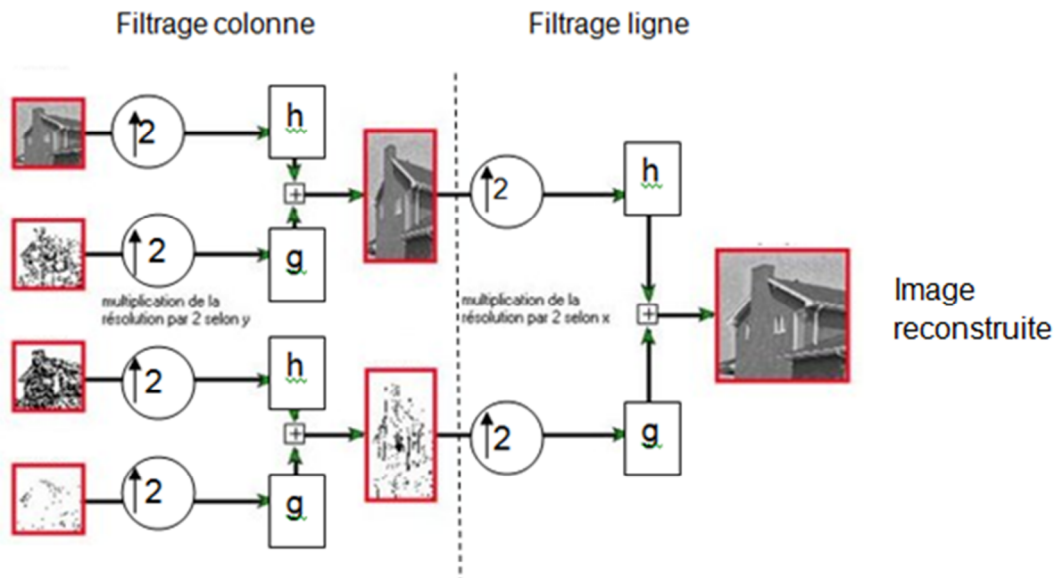 Filtrage colonne
Filtrage ligne
↑2
h
↑2
g
multiplication de la
résolution par 2 selon y
↑2
h
↑2
g
↑2
h
multiplication de la
résolution par 2 selon x
↑2
g
Image
reconstruite